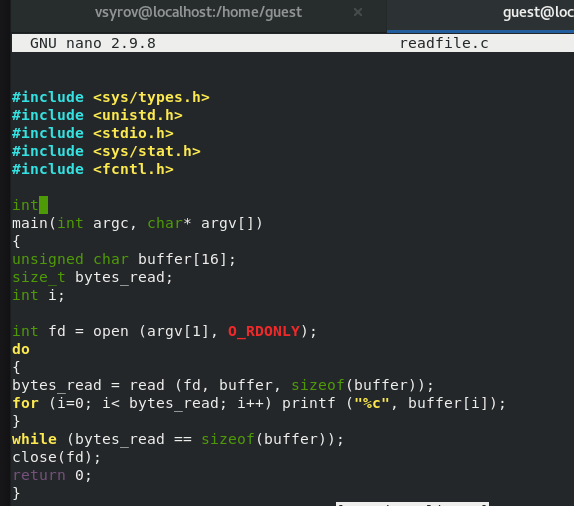 vsyrov@localhost:/home/guest × guest@loc
GNU nano 2.9.8 readfile.c
#include <sys/types.h>
#include <unistd.h>
#include <stdio.h>
#include <sys/stat.h>
#include <fcntl.h>
int
main(int argc, char* argv[])
{
unsigned char buffer[16];
size_t bytes_read;
int i;
int fd = open (argv[1], O_RDONLY);
do
{
bytes_read = read (fd, buffer, sizeof(buffer));
for (i=0; i< bytes_read; i++) printf ("%c", buffer[i]);
}
while (bytes_read == sizeof(buffer));
close(fd);
return 0;
}